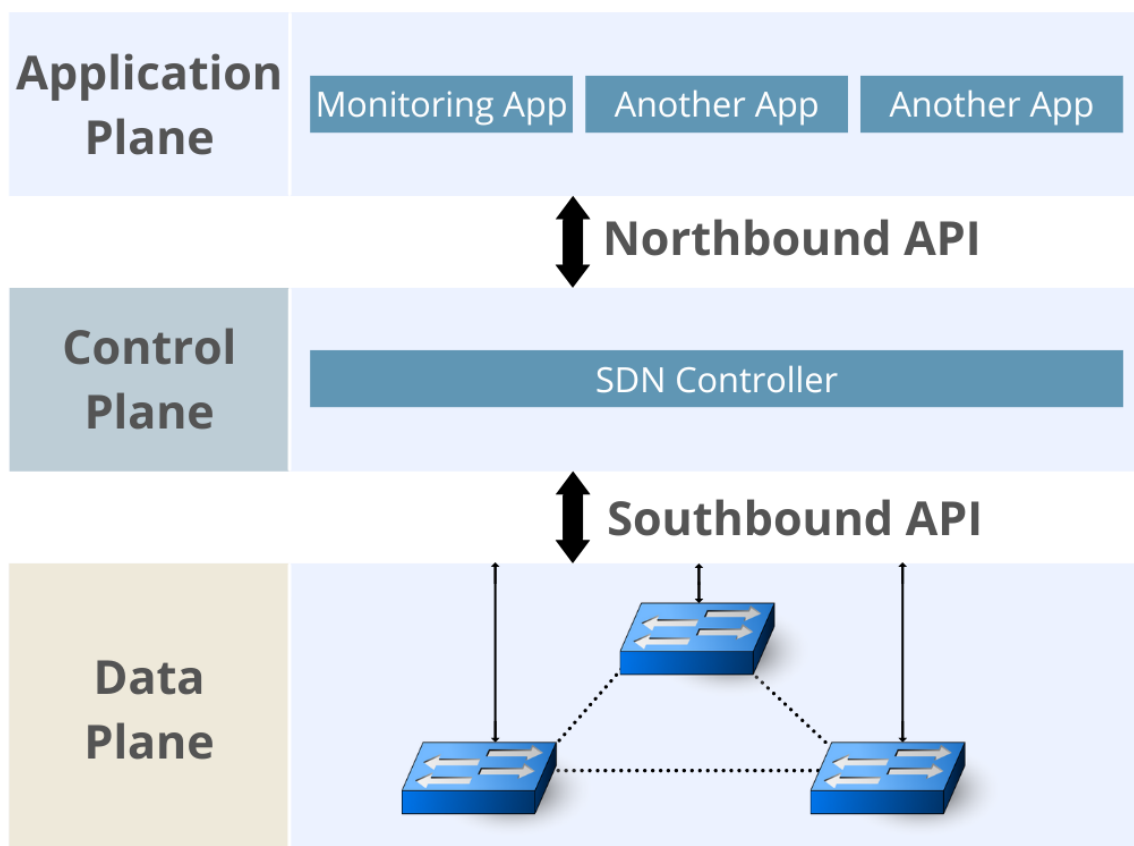 Application
Plane
Monitoring App
Another App
Another App
Northbound API
Control
Plane
SDN Controller
Southbound API
Data
Plane